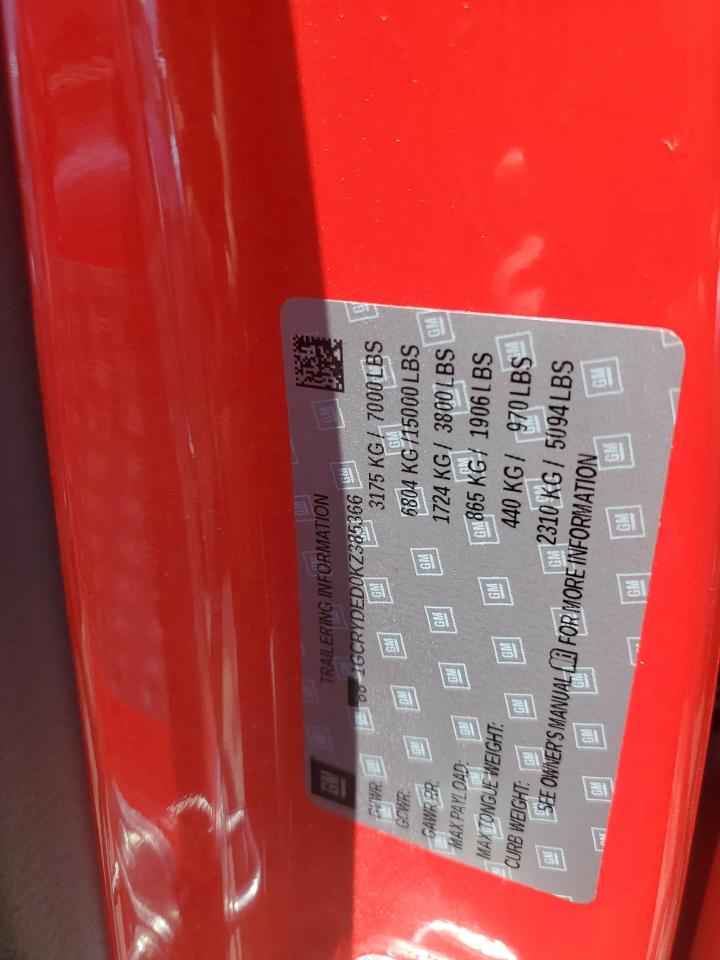 GM
TRAILERING INFORMATION
1GCRYDED0KZ385366
GVWR: 3175 KG / 7000 LBS
GCWR: 6804 KG /15000 LBS
GAWR RR: 1724 KG / 3800 LBS
MAX PAYLOAD: 865 KG / 1906 LBS
MAX TONGUE WEIGHT: 440 KG / 970 LBS
CURB WEIGHT: 2310 KG / 5094 LBS
SEE OWNER'S MANUAL FOR MORE INFORMATION